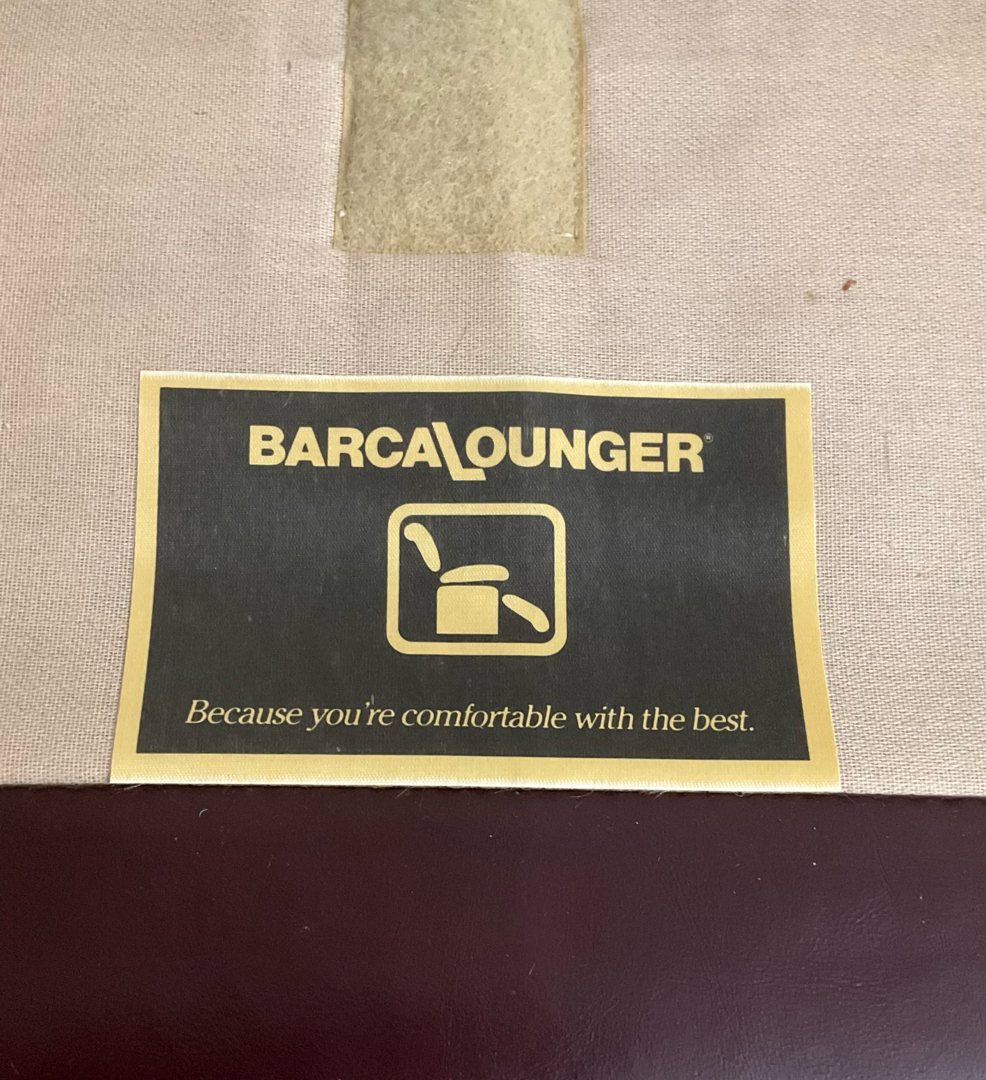 BARCALOUNGER®
Because you're comfortable with the best.